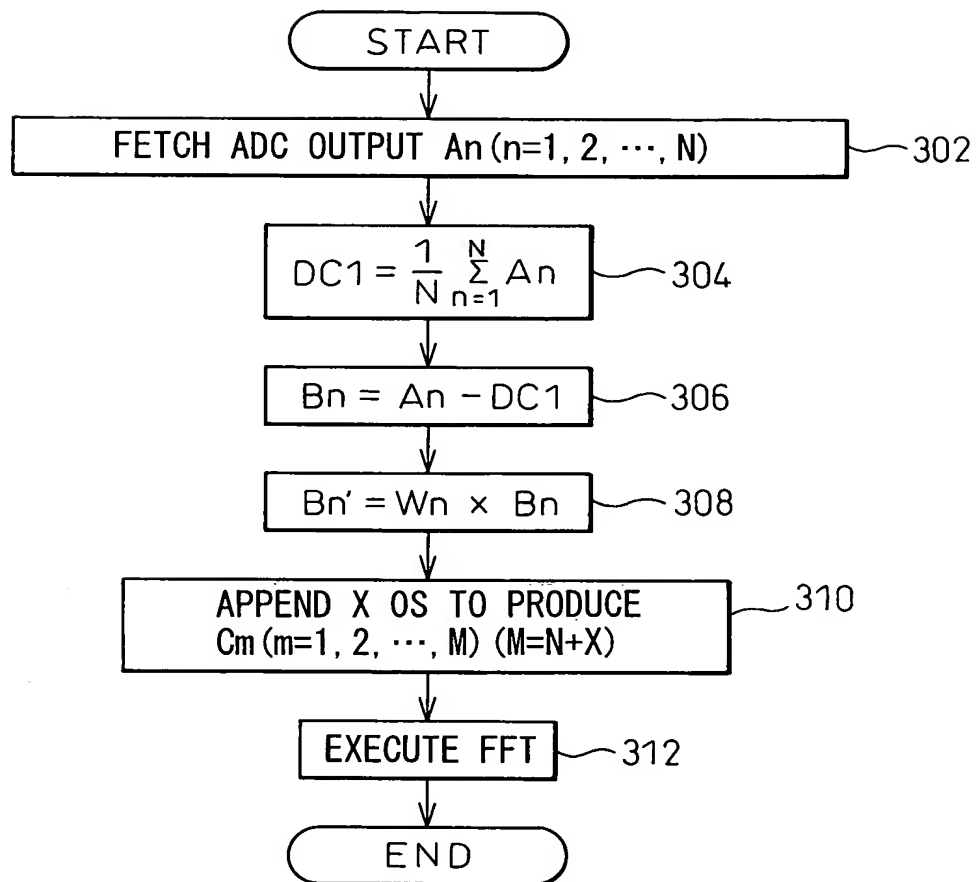 START
FETCH ADC OUTPUT An(n=1, 2, ⋯, N)
302
DC1 = 1/N N Σ n=1 An
304
Bn = An − DC1
306
Bn' = Wn × Bn
308
APPEND X OS TO PRODUCE
Cm(m=1, 2, ⋯, M) (M=N+X)
310
EXECUTE FFT
312
END